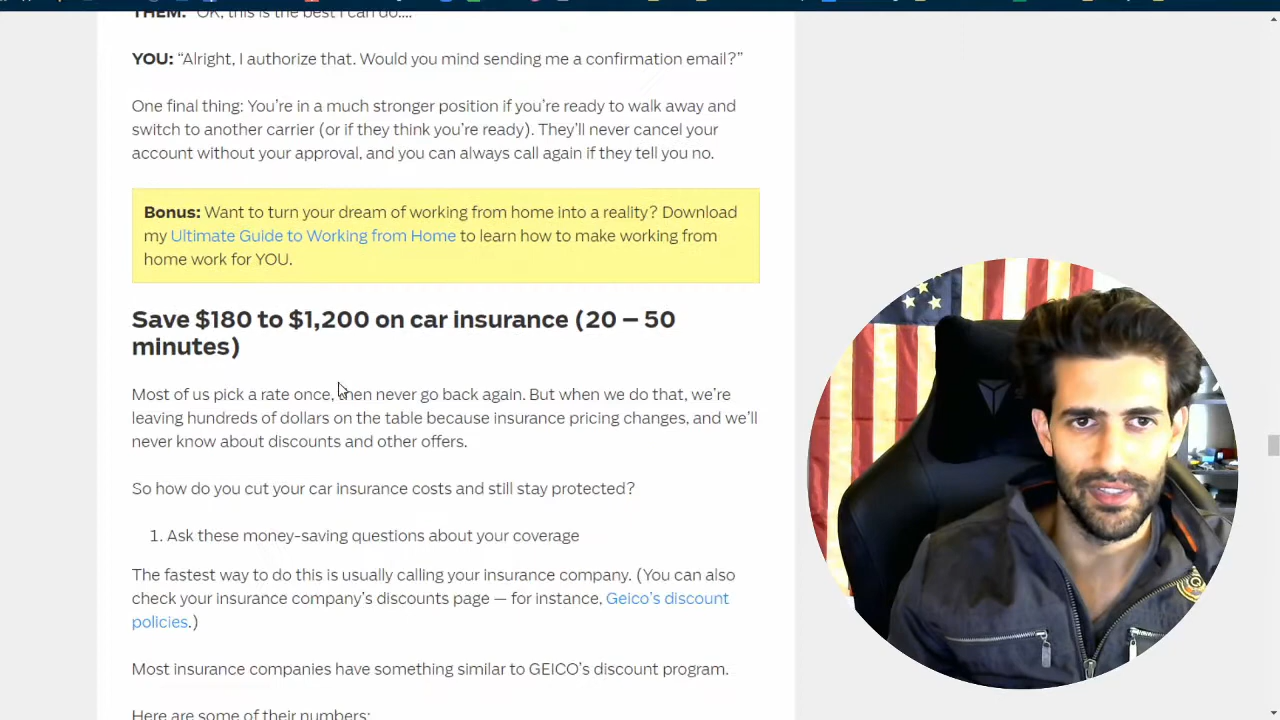 THEM: “OK, this is the best I can do....
YOU: “Alright, I authorize that. Would you mind sending me a confirmation email?”
One final thing: You’re in a much stronger position if you’re ready to walk away and
switch to another carrier (or if they think you’re ready). They’ll never cancel your
account without your approval, and you can always call again if they tell you no.
Bonus: Want to turn your dream of working from home into a reality? Download
my Ultimate Guide to Working from Home to learn how to make working from
home work for YOU.
Save $180 to $1,200 on car insurance (20 – 50
minutes)
Most of us pick a rate once, then never go back again. But when we do that, we’re
leaving hundreds of dollars on the table because insurance pricing changes, and we’ll
never know about discounts and other offers.
So how do you cut your car insurance costs and still stay protected?
1. Ask these money-saving questions about your coverage
The fastest way to do this is usually calling your insurance company. (You can also
check your insurance company’s discounts page — for instance, Geico’s discount
policies.)
Most insurance companies have something similar to GEICO’s discount program.
Here are some of their numbers: